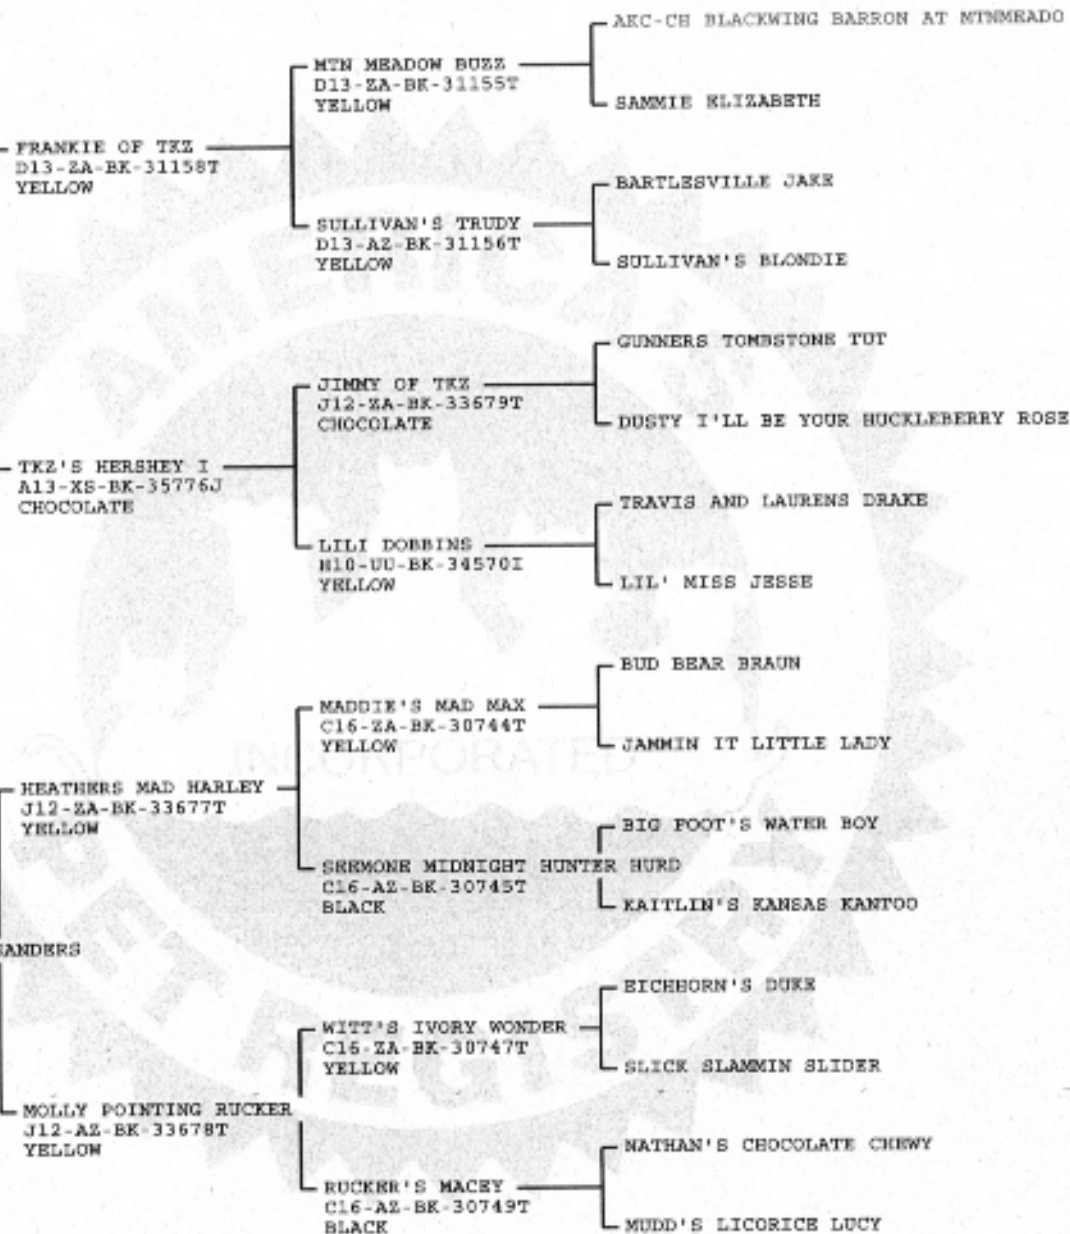 AKC-CH BLACKWING BARRON AT MTNMEADO
MTN MEADOW BUZZ
D13-ZA-BK-31155T
YELLOW
SAMMIE ELIZABETH
FRANKIE OF TKZ
D13-ZA-BK-31158T
YELLOW
BARTLESVILLE JAKE
SULLIVAN'S TRUDY
D13-AZ-BK-31156T
YELLOW
SULLIVAN'S BLONDIE
GUNNERS TOMBSTONE TUT
JIMMY OF TKZ
J12-ZA-BK-33679T
CHOCOLATE
DUSTY I'LL BE YOUR HUCKLEBERRY ROSE
TKZ'S HERSHEY I
A13-XS-BK-35776J
CHOCOLATE
TRAVIS AND LAURENS DRAKE
LILI DOBBINS
H10-UU-BK-34570I
YELLOW
LIL' MISS JESSE
BUD BEAR BRAUN
MADDIE'S MAD MAX
C16-ZA-BK-30744T
YELLOW
JAMMIN IT LITTLE LADY
INCORPORATED
HEATHERS MAD HARLEY
J12-ZA-BK-33677T
YELLOW
BIG FOOT'S WATER BOY
SEEMONE MIDNIGHT HUNTER HURD
C16-AZ-BK-30745T
BLACK
KAITLIN'S KANSAS KANTOO
SANDERS
EICHHORN'S DUKE
WITT'S IVORY WONDER
C16-ZA-BK-30747T
YELLOW
SLICK SLAMMIN SLIDER
MOLLY POINTING RUCKER
J12-AZ-BK-33678T
YELLOW
NATHAN'S CHOCOLATE CHEWY
RUCKER'S MACEY
C16-AZ-BK-30749T
BLACK
MUDD'S LICORICE LUCY